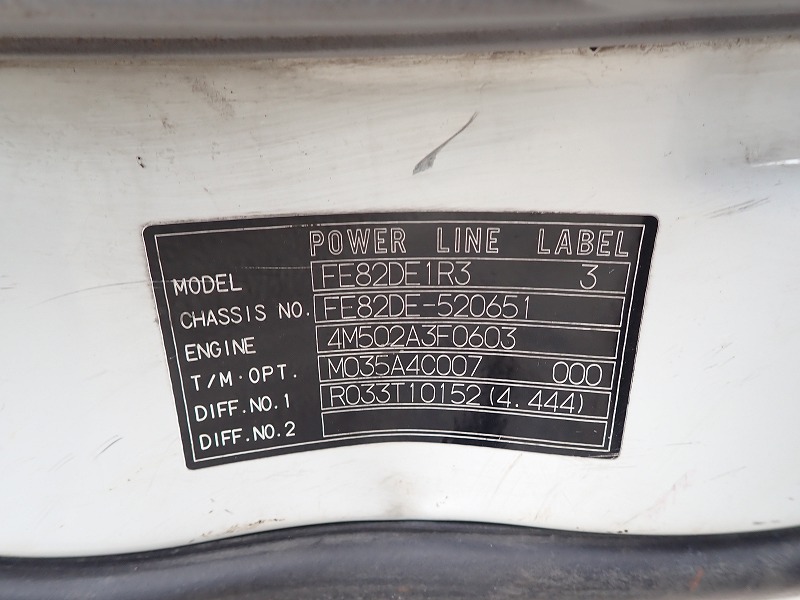 POWER LINE LABEL
MODEL FE82DE1R3 3
CHASSIS NO. FE82DE-520651
ENGINE 4M502A3F0603
T/M·OPT. M035A4C007 000
DIFF.NO.1 R033T10152(4.444)
DIFF.NO.2